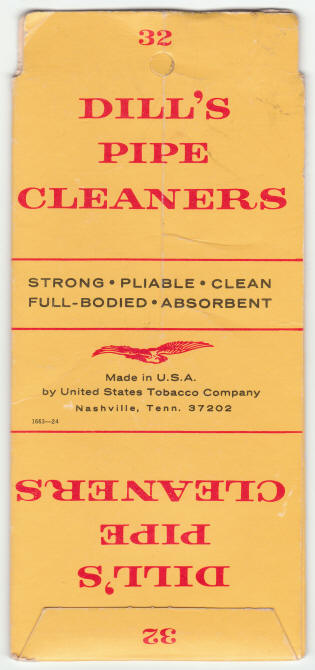 32
DILL'S
PIPE
CLEANERS
STRONG • PLIABLE • CLEAN
FULL-BODIED • ABSORBENT
Made in U.S.A.
by United States Tobacco Company
Nashville, Tenn. 37202
1663—24
DILL'S
PIPE
CLEANERS
32